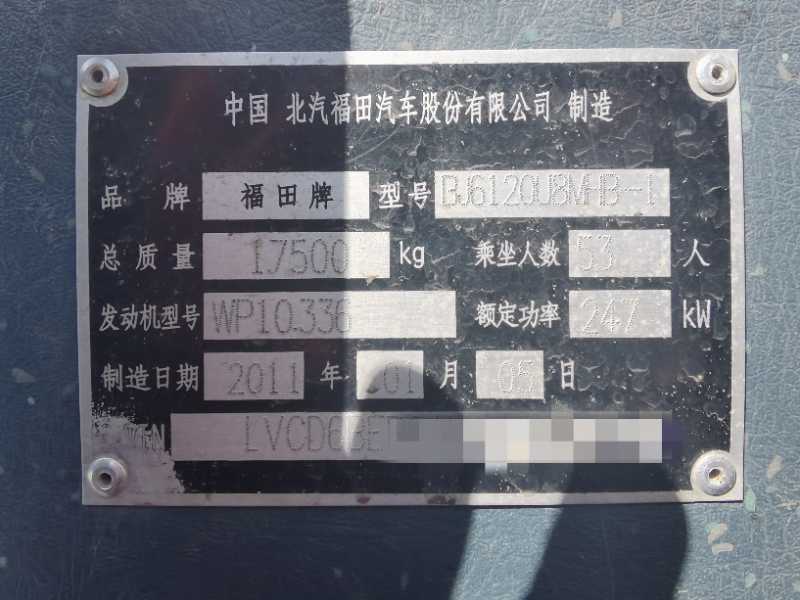 中国 北汽福田汽车股份有限公司 制造
品牌 福田牌 型号 BJ6120U8MHB-1
总质量 17500 kg 乘坐人数 53 人
发动机型号 WP10.336 额定功率 247 kW
制造日期 2011 年 01 月 05 日
VIN LVCD6BE